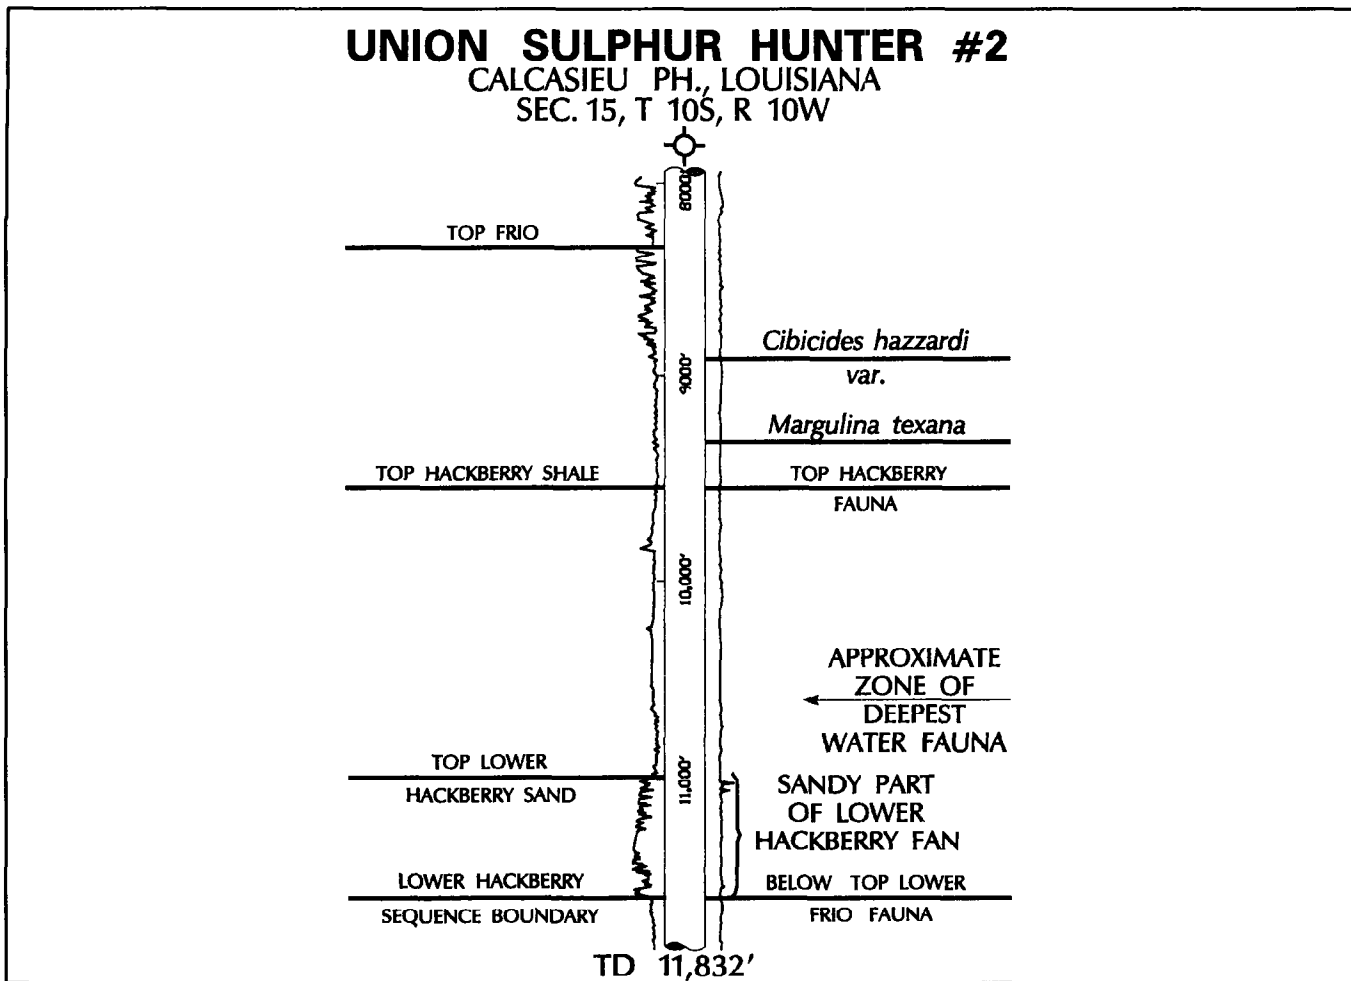 UNION SULPHUR HUNTER #2
CALCASIEU PH., LOUISIANA
SEC. 15, T 10S, R 10W
8000'
TOP FRIO
Cibicides hazzardi
var.
9000'
Margulina texana
TOP HACKBERRY SHALE
TOP HACKBERRY
FAUNA
10,000'
APPROXIMATE
ZONE OF
DEEPEST
WATER FAUNA
TOP LOWER
HACKBERRY SAND
11,000'
SANDY PART
OF LOWER
HACKBERRY FAN
LOWER HACKBERRY
SEQUENCE BOUNDARY
BELOW TOP LOWER
FRIO FAUNA
TD 11,832'